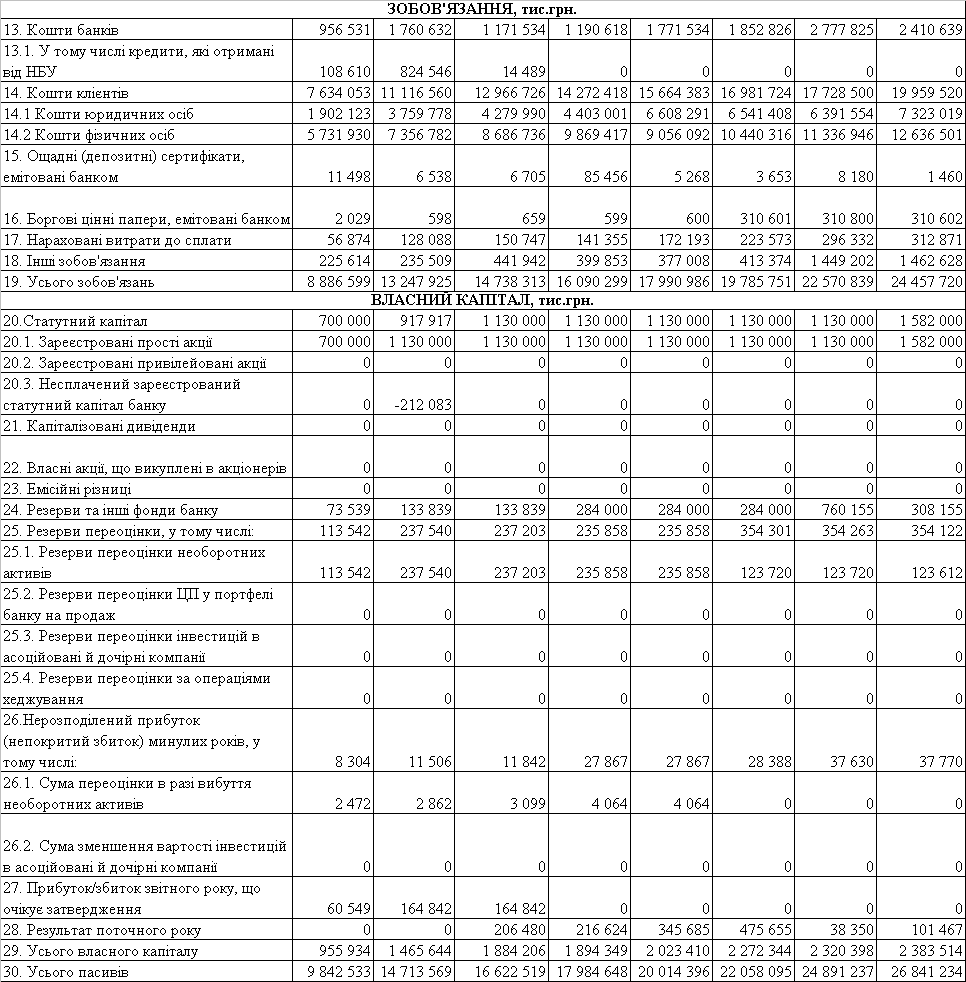 ЗОБОВ'ЯЗАННЯ, тис.грн.
13. Кошти банків 956 531 1 760 632 1 171 534 1 190 618 1 771 534 1 852 826 2 777 825 2 410 639
13.1. У тому числі кредити, які отримані
від НБУ 108 610 824 546 14 489 0 0 0 0 0
14. Кошти клієнтів 7 634 053 11 116 560 12 966 726 14 272 418 15 664 383 16 981 724 17 728 500 19 959 520
14.1 Кошти юридичних осіб 1 902 123 3 759 778 4 279 990 4 403 001 6 608 291 6 541 408 6 391 554 7 323 019
14.2 Кошти фізичних осіб 5 731 930 7 356 782 8 686 736 9 869 417 9 056 092 10 440 316 11 336 946 12 636 501
15. Ощадні (депозитні) сертифікати,
емітовані банком 11 498 6 538 6 705 85 456 5 268 3 653 8 180 1 460
16. Боргові цінні папери, емітовані банком 2 029 598 659 599 600 310 601 310 800 310 602
17. Нараховані витрати до сплати 56 874 128 088 150 747 141 355 172 193 223 573 296 332 312 871
18. Інші зобов'язання 225 614 235 509 441 942 399 853 377 008 413 374 1 449 202 1 462 628
19. Усього зобов'язань 8 886 599 13 247 925 14 738 313 16 090 299 17 990 986 19 785 751 22 570 839 24 457 720
ВЛАСНИЙ КАПІТАЛ, тис.грн.
20.Статутний капітал 700 000 917 917 1 130 000 1 130 000 1 130 000 1 130 000 1 130 000 1 582 000
20.1. Зареєстровані прості акції 700 000 1 130 000 1 130 000 1 130 000 1 130 000 1 130 000 1 130 000 1 582 000
20.2. Зареєстровані привілейовані акції 0 0 0 0 0 0 0 0
20.3. Несплачений зареєстрований
статутний капітал банку 0 -212 083 0 0 0 0 0 0
21. Капіталізовані дивіденди 0 0 0 0 0 0 0 0
22. Власні акції, що викуплені в акціонерів 0 0 0 0 0 0 0 0
23. Емісійні різниці 0 0 0 0 0 0 0 0
24. Резерви та інші фонди банку 73 539 133 839 133 839 284 000 284 000 284 000 760 155 308 155
25. Резерви переоцінки, у тому числі: 113 542 237 540 237 203 235 858 235 858 354 301 354 263 354 122
25.1. Резерви переоцінки необоротних
активів 113 542 237 540 237 203 235 858 235 858 123 720 123 720 123 612
25.2. Резерви переоцінки ЦП у портфелі
банку на продаж 0 0 0 0 0 0 0 0
25.3. Резерви переоцінки інвестицій в
асоційовані й дочірні компанії 0 0 0 0 0 0 0 0
25.4. Резерви переоцінки за операціями
хеджування 0 0 0 0 0 0 0 0
26.Нерозподілений прибуток
(непокритий збиток) минулих років, у
тому числі: 8 304 11 506 11 842 27 867 27 867 28 388 37 630 37 770
26.1. Сума переоцінки в разі вибуття
необоротних активів 2 472 2 862 3 099 4 064 4 064 0 0 0
26.2. Сума зменшення вартості інвестицій
в асоційовані й дочірні компанії 0 0 0 0 0 0 0 0
27. Прибуток/збиток звітного року, що
очікує затвердження 60 549 164 842 164 842 0 0 0 0 0
28. Результат поточного року 0 0 206 480 216 624 345 685 475 655 38 350 101 467
29. Усього власного капіталу 955 934 1 465 644 1 884 206 1 894 349 2 023 410 2 272 344 2 320 398 2 383 514
30. Усього пасивів 9 842 533 14 713 569 16 622 519 17 984 648 20 014 396 22 058 095 24 891 237 26 841 234